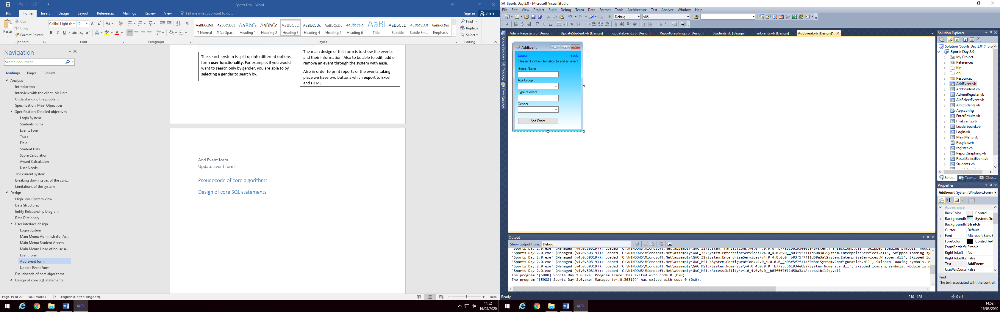 Sports Day - Word
File Home Insert Design Layout References Mailings Review View Tell me what you want to do... Sign in Share
Paste
Cut
Copy
Format Painter
Clipboard
Calibri Light (H 12
Font
Paragraph
AaBbCcDdE AaBbCcDdE AaBbCc AaBbCc AaBbCcD AaBbCcDc AaBbCcDc AaBbCcDd AaBl AaBbCcD AaBbCcDdL AaBbCcDdL
¶ Normal ¶ No Spac... Heading 1 Heading 2 Heading 3 Heading 4 Heading 5 Heading 6 Title Subtitle Subtle Em... Emphasis
Styles
Find
Replace
Select
Editing
Navigation
Search document
Headings Pages Results
Analysis
Introduction
Interview with the client, Mr Harr...
Understanding the problem
Specification: Main Objectives
Specification: Detailed objectives
Login System
Students Form
Events Form
Track
Field
Student Data
Score Calculation
Award Calculation
User Needs
The current system
Breaking down issues of the curr...
Limitations of the system
Design
High-level System View
Data Structures
Entity Relationship Diagram
Data Dictionary
User interface design
Login System
Main Menu: Administrator Ac...
Main Menu: Student Access
Main Menu: Head of house A...
Event form
Add Event form
Update Event form
Pseudocode of core algorithms
Design of core SQL statements
The search system is split up into different options
form user functionality. For example, if you would
want to search only by gender, you are able to by
selecting a gender to search by.
The main design of this form is to show the events
and their information. Also to be able to edit, add or
remove an event through the system with ease.
Also in order to print reports of the events taking
place we have two buttons which export to Excel
and HTML.
Add Event form
Update Event form
Pseudocode of core algorithms
Design of core SQL statements
Page 19 of 22 5022 words English (United Kingdom) 100%
14:52
16/03/2020
Sports Day 2.0 - Microsoft Visual Studio
File Edit View Project Build Debug Team Data Format Tools Architecture Test Analyze Window Help
Debug x86
Server Explorer
Toolbox
Data Sources
AdminRegister.vb [Design] UpdateStudent.vb [Design] updateEvent.vb [Design] ReportGraphing.vb [Design] Students.vb [Design] frmEvents.vb [Design] AddEvent.vb [Design]*
AddEvent
Logout Back
Please fill in the infomation to add an event
Event Name
Age Group
Type of event
Gender
Add Event
Solution Explorer
Solution 'Sports Day 2.0' (1 proj
Sports Day 2.0
My Project
References
bin
obj
Resources
AddEvent.vb
AddStudent.vb
AdminRegister.vb
AloSelectEvent.vb
AloStudents.vb
App.config
EnterResults.vb
frmEvents.vb
Leaderboard.vb
Login.vb
MainMenu.vb
Recylcle.vb
register.vb
ReportGraphing.vb
ResultSelectEvent.vb
Students.vb
updateEvent.vb
Solut... Team... Class...
Properties
AddEvent System.Windows.Forms
Appearance
BackColor Control
BackgroundIr System.Dr
BackgroundIr Stretch
Cursor Default
Font Microsoft Sans S
ForeColor ControlText
FormBorderSt Sizable
RightToLeft No
RightToLeftLa False
Text AddEvent
UseWaitCursc False
Text
The text associated with the control.
Output
Show output from: Debug
'Sports Day 2.0.exe' (Managed (v4.0.30319)): Loaded 'C:\WINDOWS\Microsoft.Net\assembly\GAC_32\System.Transactions\v4.0_4.0.0.0__b77a5c561934e089\System.Transactions.dll', Skipped loading symbols. Modul
'Sports Day 2.0.exe' (Managed (v4.0.30319)): Loaded 'C:\WINDOWS\Microsoft.Net\assembly\GAC_32\System.EnterpriseServices\v4.0_4.0.0.0__b03f5f7f11d50a3a\System.EnterpriseServices.dll', Skipped loading sy
'Sports Day 2.0.exe' (Managed (v4.0.30319)): Loaded 'C:\WINDOWS\Microsoft.Net\assembly\GAC_32\System.EnterpriseServices\v4.0_4.0.0.0__b03f5f7f11d50a3a\System.EnterpriseServices.Wrapper.dll', Skipped lo
'Sports Day 2.0.exe' (Managed (v4.0.30319)): Loaded 'C:\WINDOWS\Microsoft.Net\assembly\GAC_MSIL\System.Configuration\v4.0_4.0.0.0__b03f5f7f11d50a3a\System.Configuration.dll', Skipped loading symbols. M
'Sports Day 2.0.exe' (Managed (v4.0.30319)): Loaded 'C:\WINDOWS\Microsoft.Net\assembly\GAC_MSIL\System.Numerics\v4.0_4.0.0.0__b77a5c561934e089\System.Numerics.dll', Skipped loading symbols. Module is o
'Sports Day 2.0.exe' (Managed (v4.0.30319)): Loaded 'C:\WINDOWS\Microsoft.Net\assembly\GAC_MSIL\Accessibility\v4.0_4.0.0.0__b03f5f7f11d50a3a\Accessibility.dll'
The program '[5988] Sports Day 2.0.exe: Program Trace' has exited with code 0 (0x0).
The program '[5988] Sports Day 2.0.exe: Managed (v4.0.30319)' has exited with code 0 (0x0).
Ready 210 , 128 0 x 1
14:52
16/03/2020